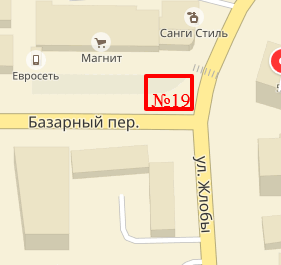 Санги Стиль
Магнит
Евросеть
№19
Базарный пер.
ул. Жлобы